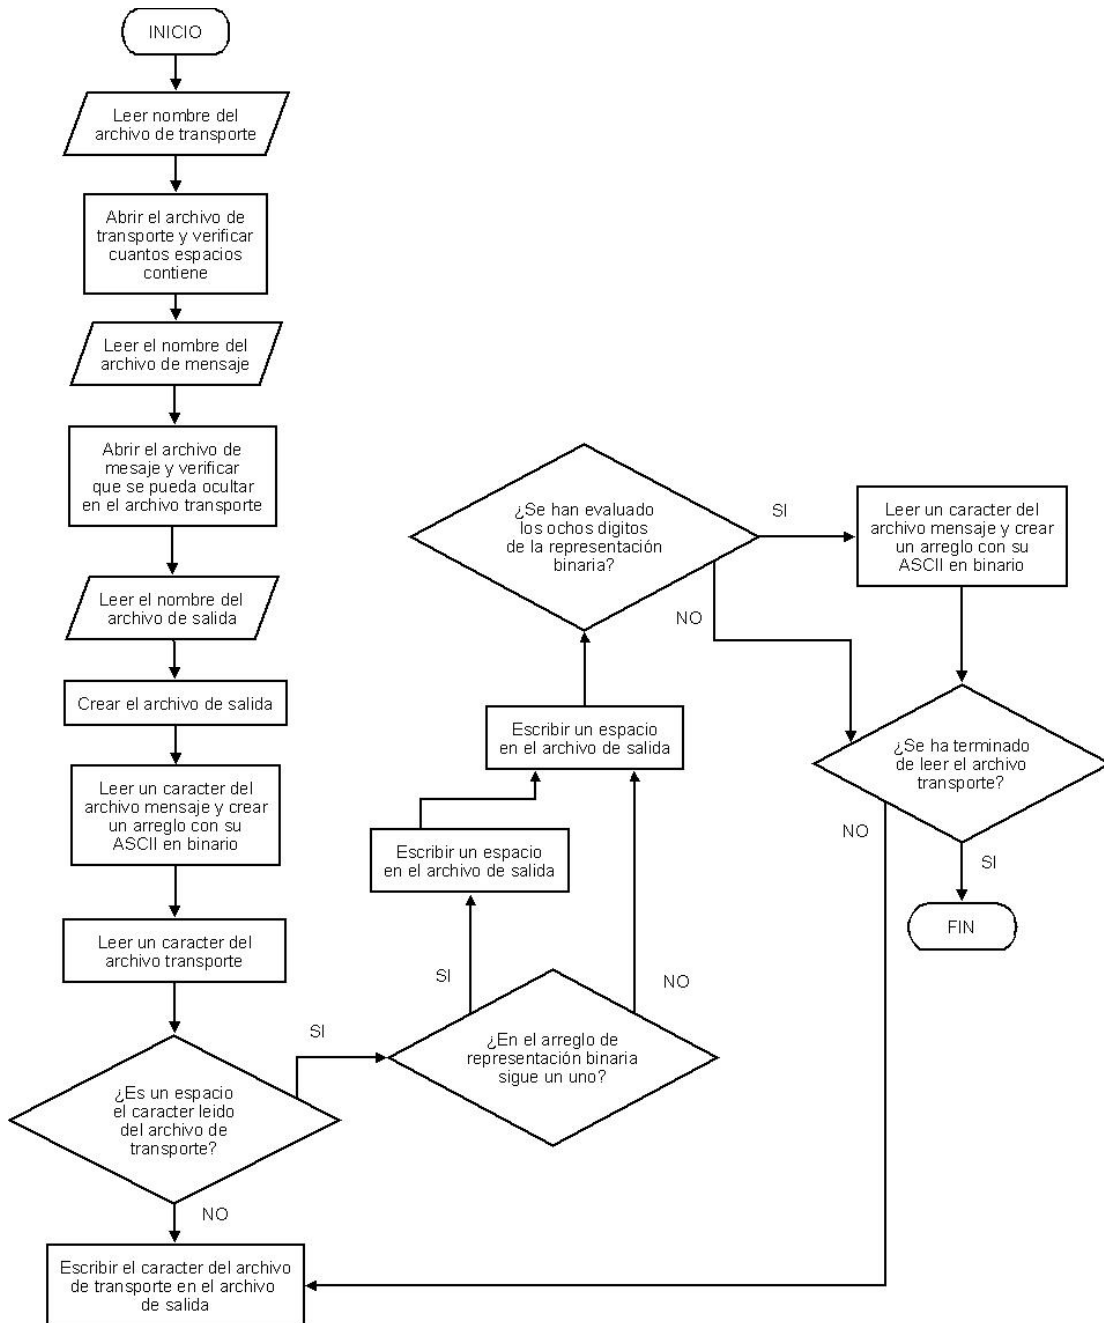 INICIO
Leer nombre del
archivo de transporte
Abrir el archivo de
transporte y verificar
cuantos espacios
contiene
Leer el nombre del
archivo de mensaje
Abrir el archivo de
mesaje y verificar
que se pueda ocultar
en el archivo transporte
Leer el nombre del
archivo de salida
Crear el archivo de salida
Leer un caracter del
archivo mensaje y crear
un arreglo con su
ASCII en binario
Leer un caracter del
archivo transporte
¿Es un espacio
el caracter leido
del archivo de
transporte?
SI
NO
Escribir el caracter del archivo
de transporte en el archivo
de salida
¿En el arreglo de
representación binaria
sigue un uno?
SI
NO
Escribir un espacio
en el archivo de salida
Escribir un espacio
en el archivo de salida
¿Se han evaluado
los ochos digitos
de la representación
binaria?
SI
NO
Leer un caracter del
archivo mensaje y crear
un arreglo con su
ASCII en binario
¿Se ha terminado
de leer el archivo
transporte?
NO
SI
FIN